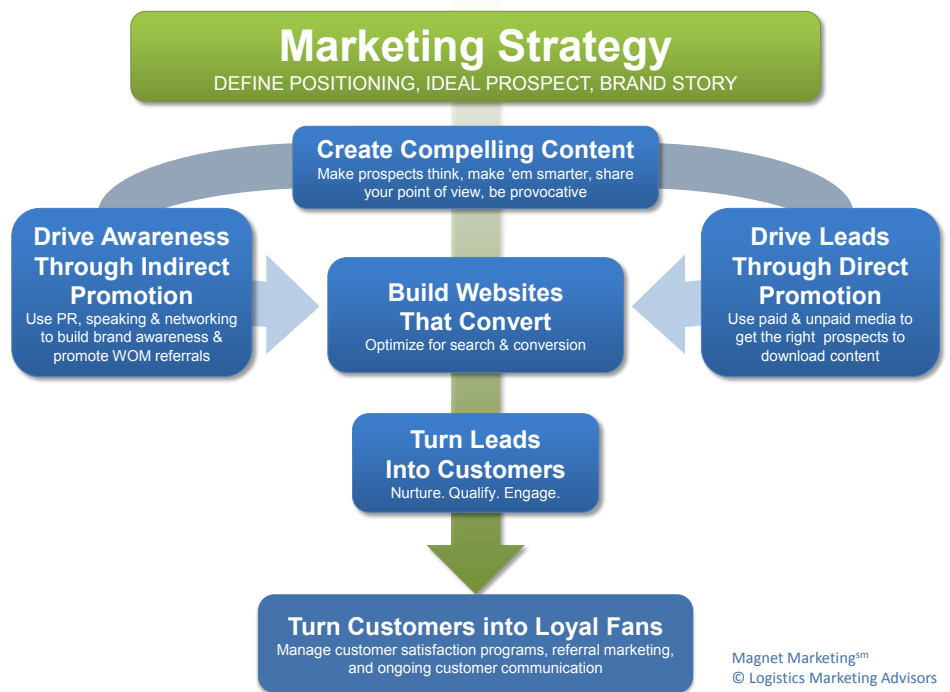 Marketing Strategy
DEFINE POSITIONING, IDEAL PROSPECT, BRAND STORY
Create Compelling Content
Make prospects think, make ‘em smarter, share
your point of view, be provocative
Drive Awareness
Through Indirect
Promotion
Use PR, speaking & networking
to build brand awareness &
promote WOM referrals
Build Websites
That Convert
Optimize for search & conversion
Drive Leads
Through Direct
Promotion
Use paid & unpaid media to
get the right prospects to
download content
Turn Leads
Into Customers
Nurture. Qualify. Engage.
Turn Customers into Loyal Fans
Manage customer satisfaction programs, referral marketing,
and ongoing customer communication
Magnet Marketing℠
© Logistics Marketing Advisors